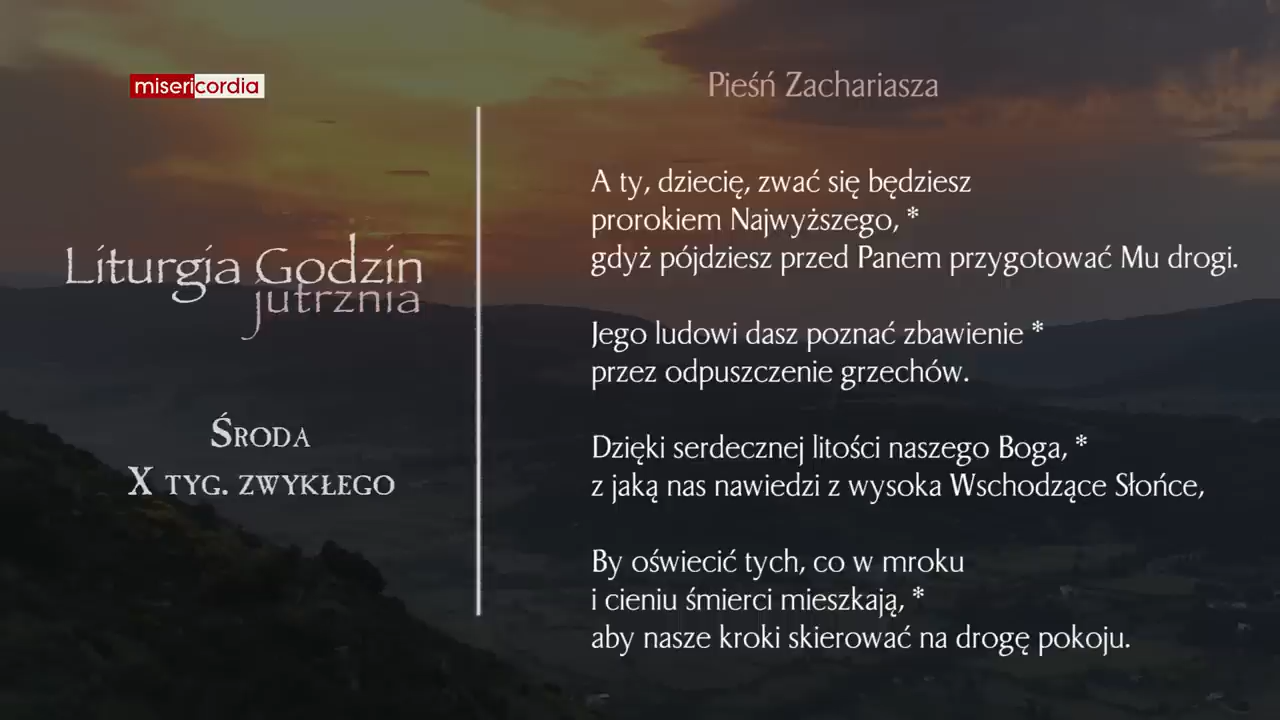 misericordia
Liturgia Godzin
jutrznia
Środa
X tyg. zwykłego
Pieśń Zachariasza
A ty, dziecię, zwać się będziesz
prorokiem Najwyższego, *
gdyż pójdziesz przed Panem przygotować Mu drogi.
Jego ludowi dasz poznać zbawienie *
przez odpuszczenie grzechów.
Dzięki serdecznej litości naszego Boga, *
z jaką nas nawiedzi z wysoka Wschodzące Słońce,
By oświecić tych, co w mroku
i cieniu śmierci mieszkają, *
aby nasze kroki skierować na drogę pokoju.